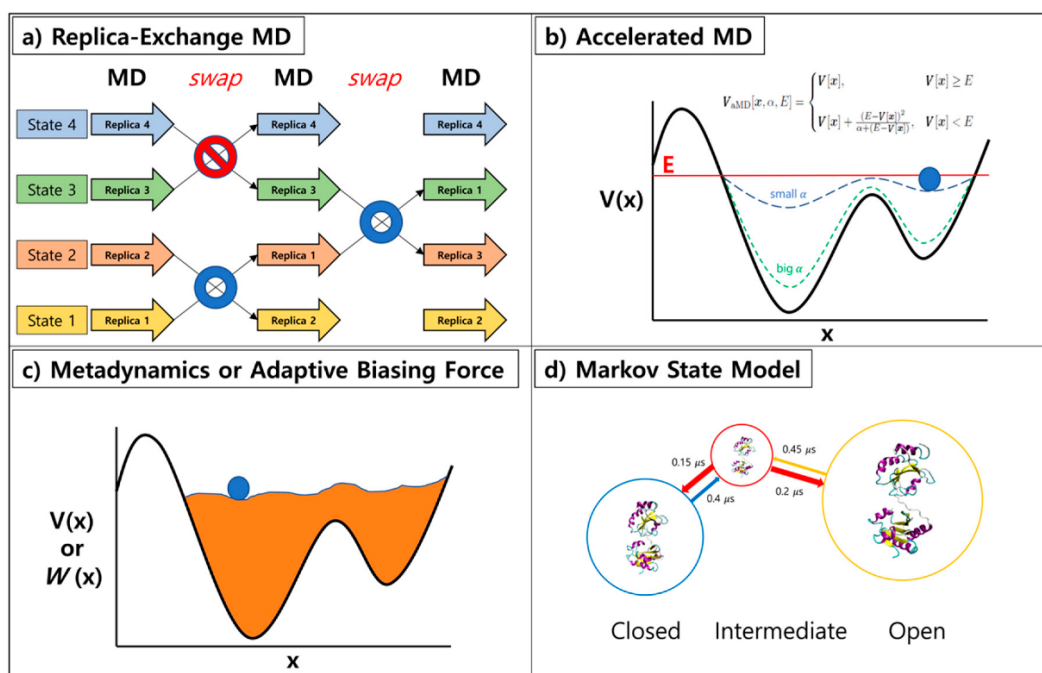 a) Replica-Exchange MD
MD swap MD swap MD
State 4 Replica 4 Replica 4 Replica 4
State 3 Replica 3 Replica 3 Replica 1
State 2 Replica 2 Replica 1 Replica 3
State 1 Replica 1 Replica 2 Replica 2
b) Accelerated MD
V_aMD[x, α, E] = { V[x], V[x] ≥ E
V[x] + (E−V[x])² / α+(E−V[x]), V[x] < E
E
V(x)
small α
big α
x
c) Metadynamics or Adaptive Biasing Force
V(x)
or
W (x)
x
d) Markov State Model
0.15 μs
0.45 μs
0.4 μs
0.2 μs
Closed Intermediate Open